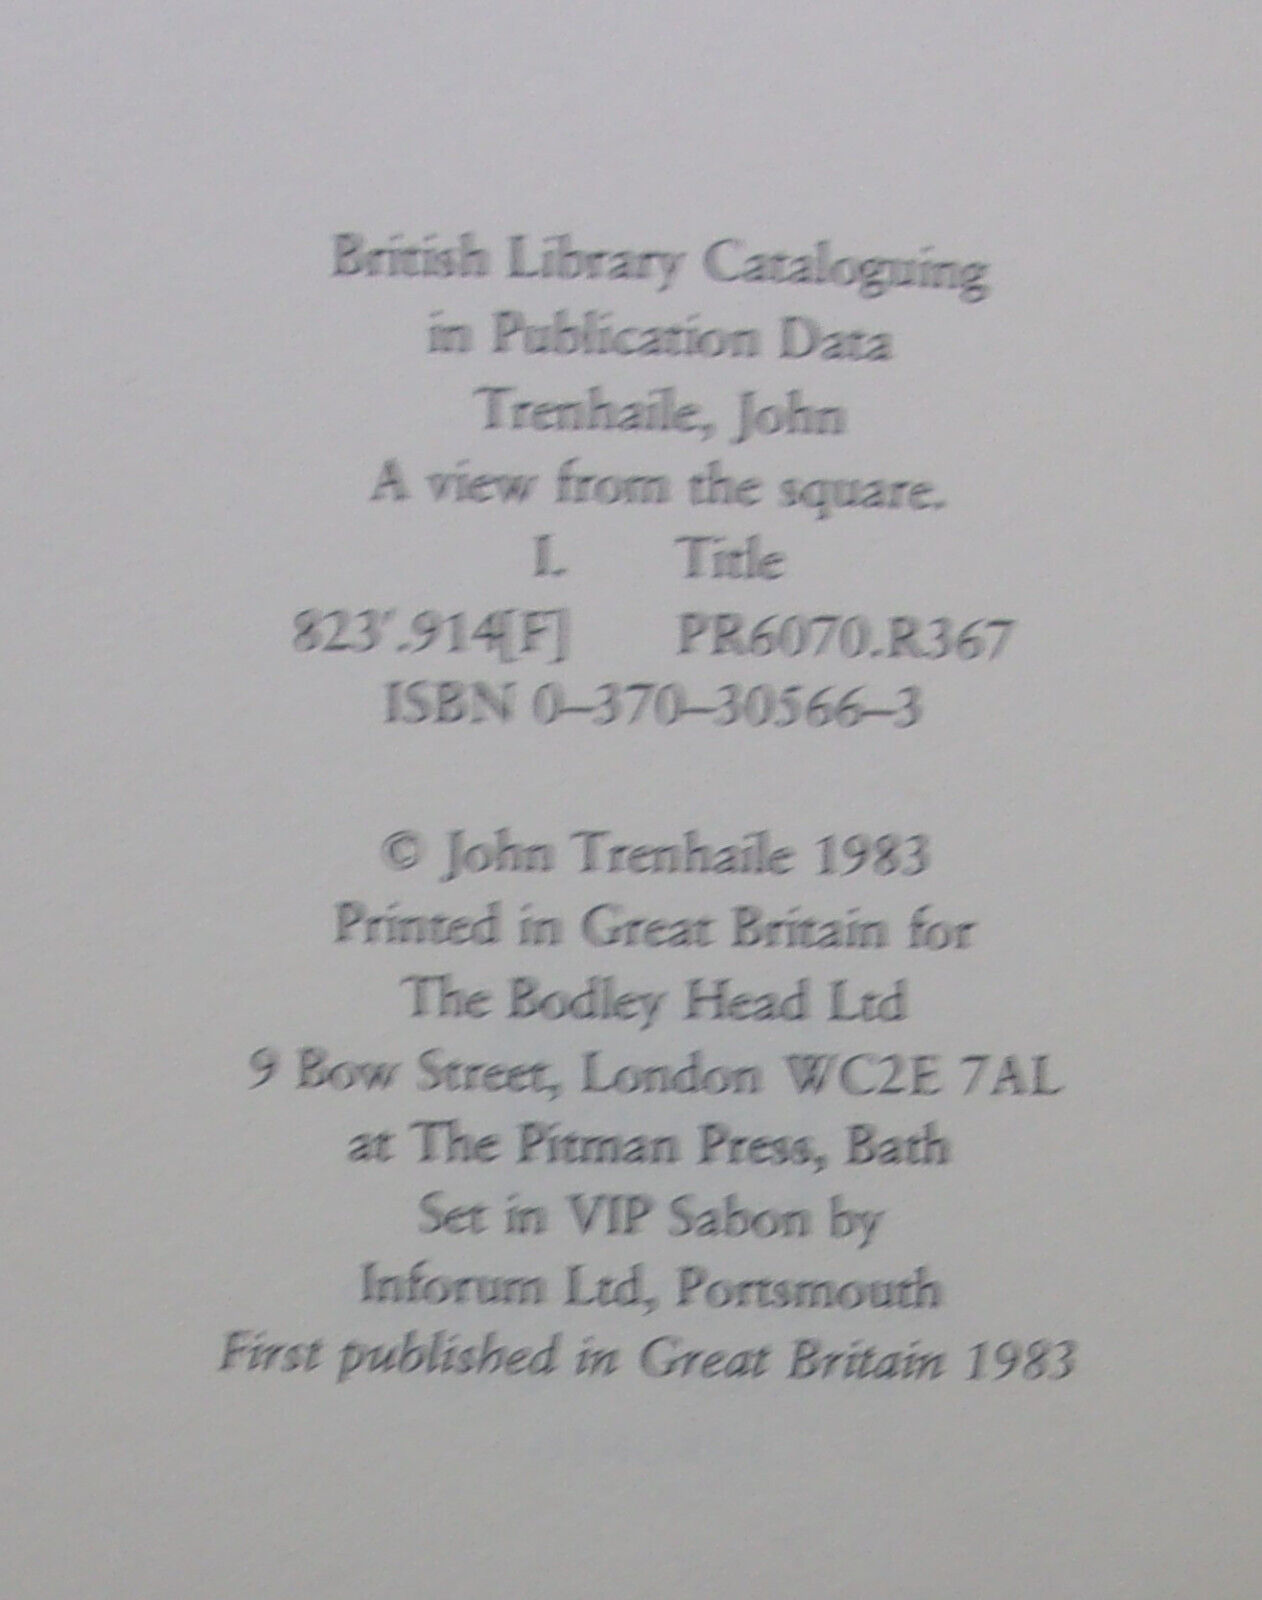 British Library Cataloguing
in Publication Data
Trenhaile, John
A view from the square.
I. Title
823'.914[F] PR6070.R367
ISBN 0–370–30566–3
© John Trenhaile 1983
Printed in Great Britain for
The Bodley Head Ltd
9 Bow Street, London WC2E 7AL
at The Pitman Press, Bath
Set in VIP Sabon by
Inforum Ltd, Portsmouth
First published in Great Britain 1983